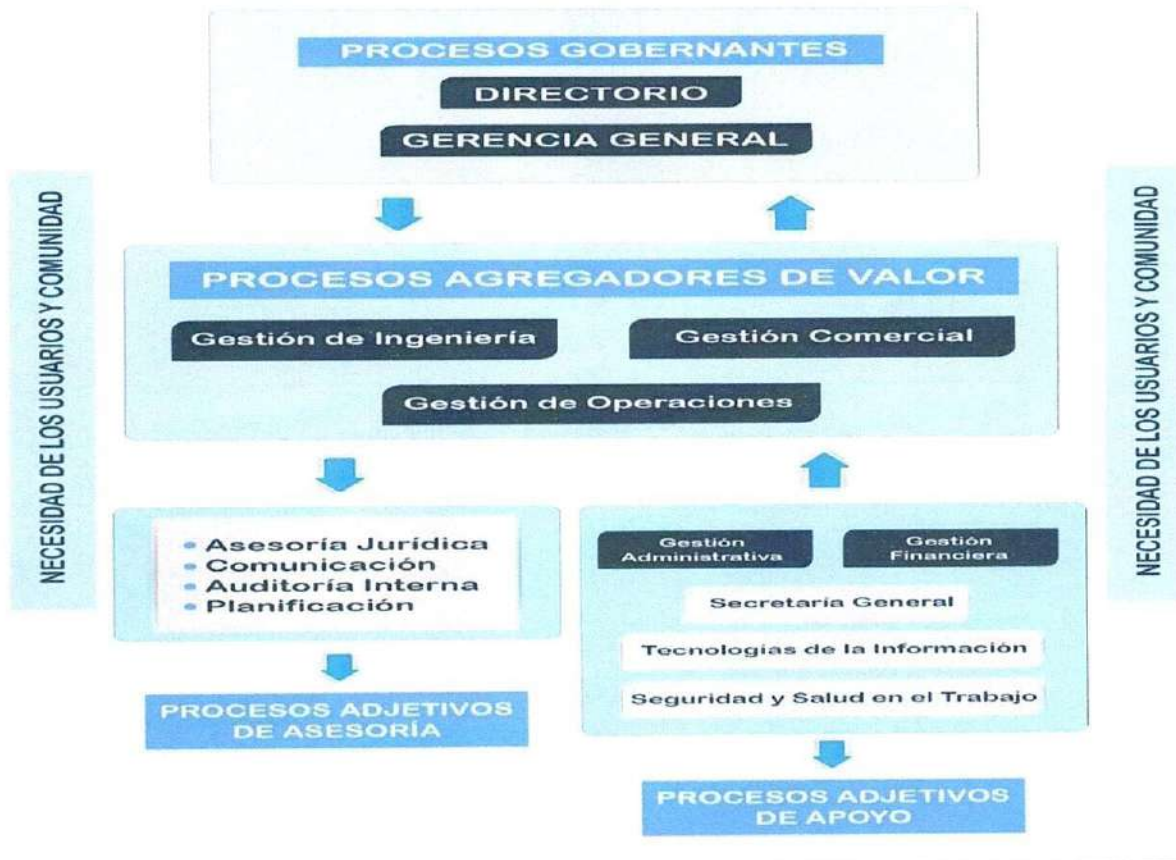 PROCESOS GOBERNANTES
DIRECTORIO
GERENCIA GENERAL
NECESIDAD DE LOS USUARIOS Y COMUNIDAD
NECESIDAD DE LOS USUARIOS Y COMUNIDAD
PROCESOS AGREGADORES DE VALOR
Gestión de Ingeniería
Gestión Comercial
Gestión de Operaciones
• Asesoría Jurídica
• Comunicación
• Auditoría Interna
• Planificación
PROCESOS ADJETIVOS
DE ASESORÍA
Gestión
Administrativa
Gestión
Financiera
Secretaría General
Tecnologías de la Información
Seguridad y Salud en el Trabajo
PROCESOS ADJETIVOS
DE APOYO